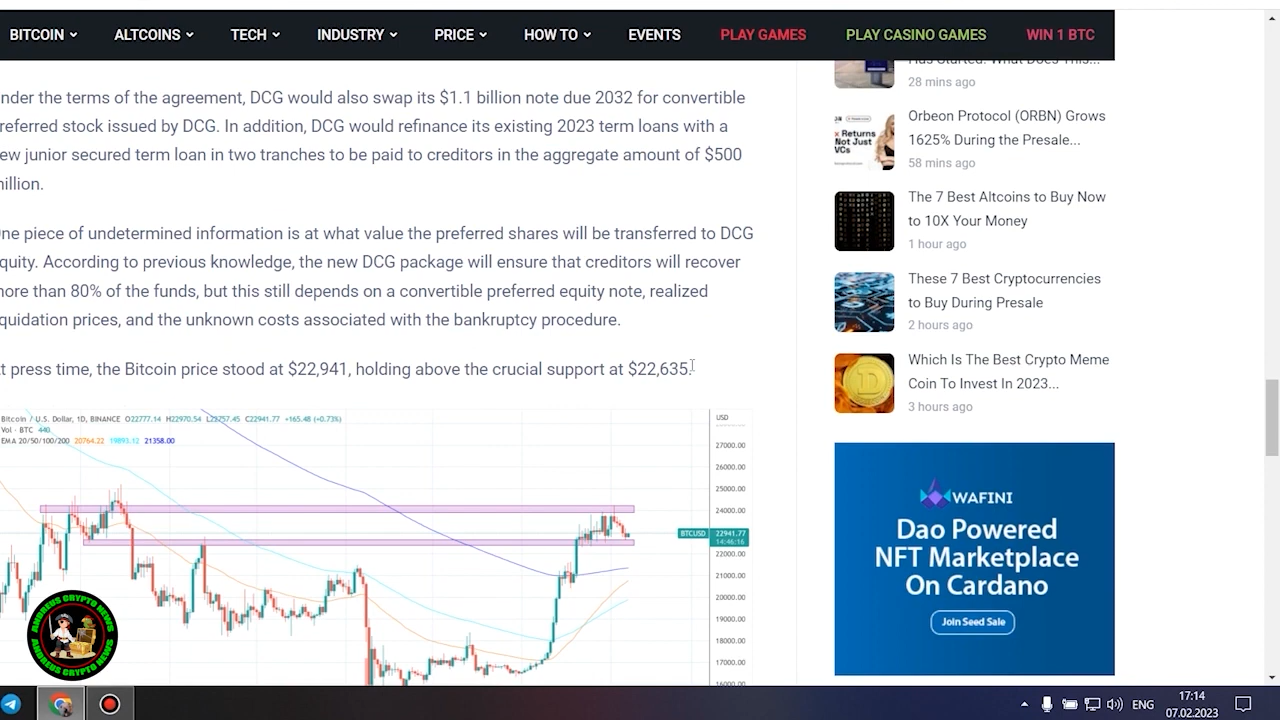 BITCOIN
ALTCOINS
TECH
INDUSTRY
PRICE
HOW TO
EVENTS
PLAY GAMES
PLAY CASINO GAMES
WIN 1 BTC
nder the terms of the agreement, DCG would also swap its $1.1 billion note due 2032 for convertible
referred stock issued by DCG. In addition, DCG would refinance its existing 2023 term loans with a
ew junior secured term loan in two tranches to be paid to creditors in the aggregate amount of $500
illion.
ne piece of undetermined information is at what value the preferred shares will be transferred to DCG
quity. According to previous knowledge, the new DCG package will ensure that creditors will recover
ore than 80% of the funds, but this still depends on a convertible preferred equity note, realized
quidation prices, and the unknown costs associated with the bankruptcy procedure.
t press time, the Bitcoin price stood at $22,941, holding above the crucial support at $22,635.
Bitcoin / U.S. Dollar, 1D, BINANCE O22777.14 H22970.54 L22757.45 C22941.77 +165.48 (+0.73%)
Vol · BTC 440
EMA 20/50/100/200 20764.22 19893.12 21358.00
USD
27000.00
26000.00
25000.00
24000.00
BTCUSD 22941.77
14:46:16
22000.00
21000.00
20000.00
19000.00
18000.00
17000.00
16000.00
ANDREUS CRYPTO NEWS
ANDREUS CRYPTO NEWS
Has Started: What Does This...
28 mins ago
Returns
Not Just
VCs
Orbeon Protocol (ORBN) Grows
1625% During the Presale...
58 mins ago
The 7 Best Altcoins to Buy Now
to 10X Your Money
1 hour ago
These 7 Best Cryptocurrencies
to Buy During Presale
2 hours ago
Which Is The Best Crypto Meme
Coin To Invest In 2023...
3 hours ago
WAFINI
Dao Powered
NFT Marketplace
On Cardano
Join Seed Sale
ENG
17:14
07.02.2023